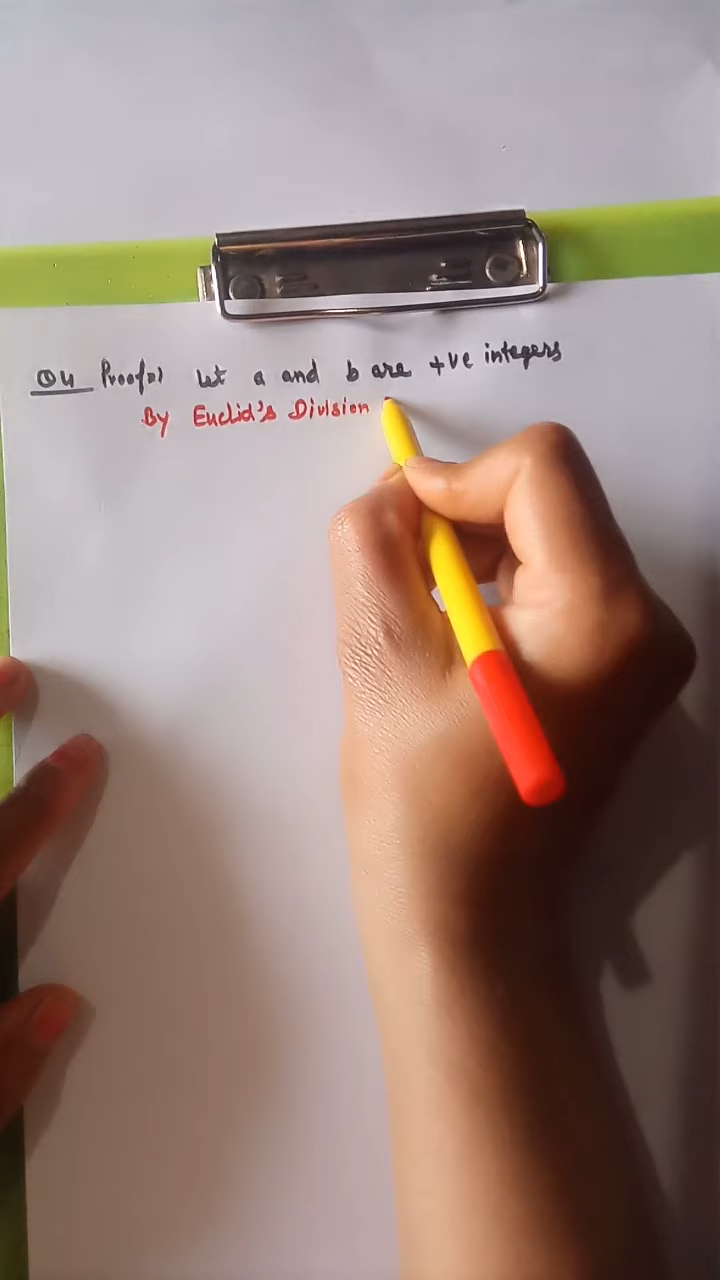 Q4 Proof:) Let a and b are +ve integers
By Euclid's Division